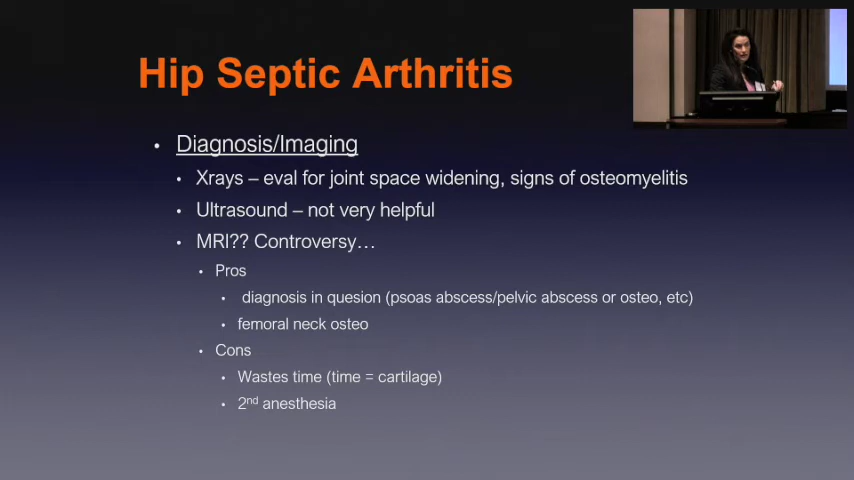 Hip Septic Arthritis
• Diagnosis/Imaging
• Xrays – eval for joint space widening, signs of osteomyelitis
• Ultrasound – not very helpful
• MRI?? Controversy…
• Pros
• diagnosis in quesion (psoas abscess/pelvic abscess or osteo, etc)
• femoral neck osteo
• Cons
• Wastes time (time = cartilage)
• 2nd anesthesia